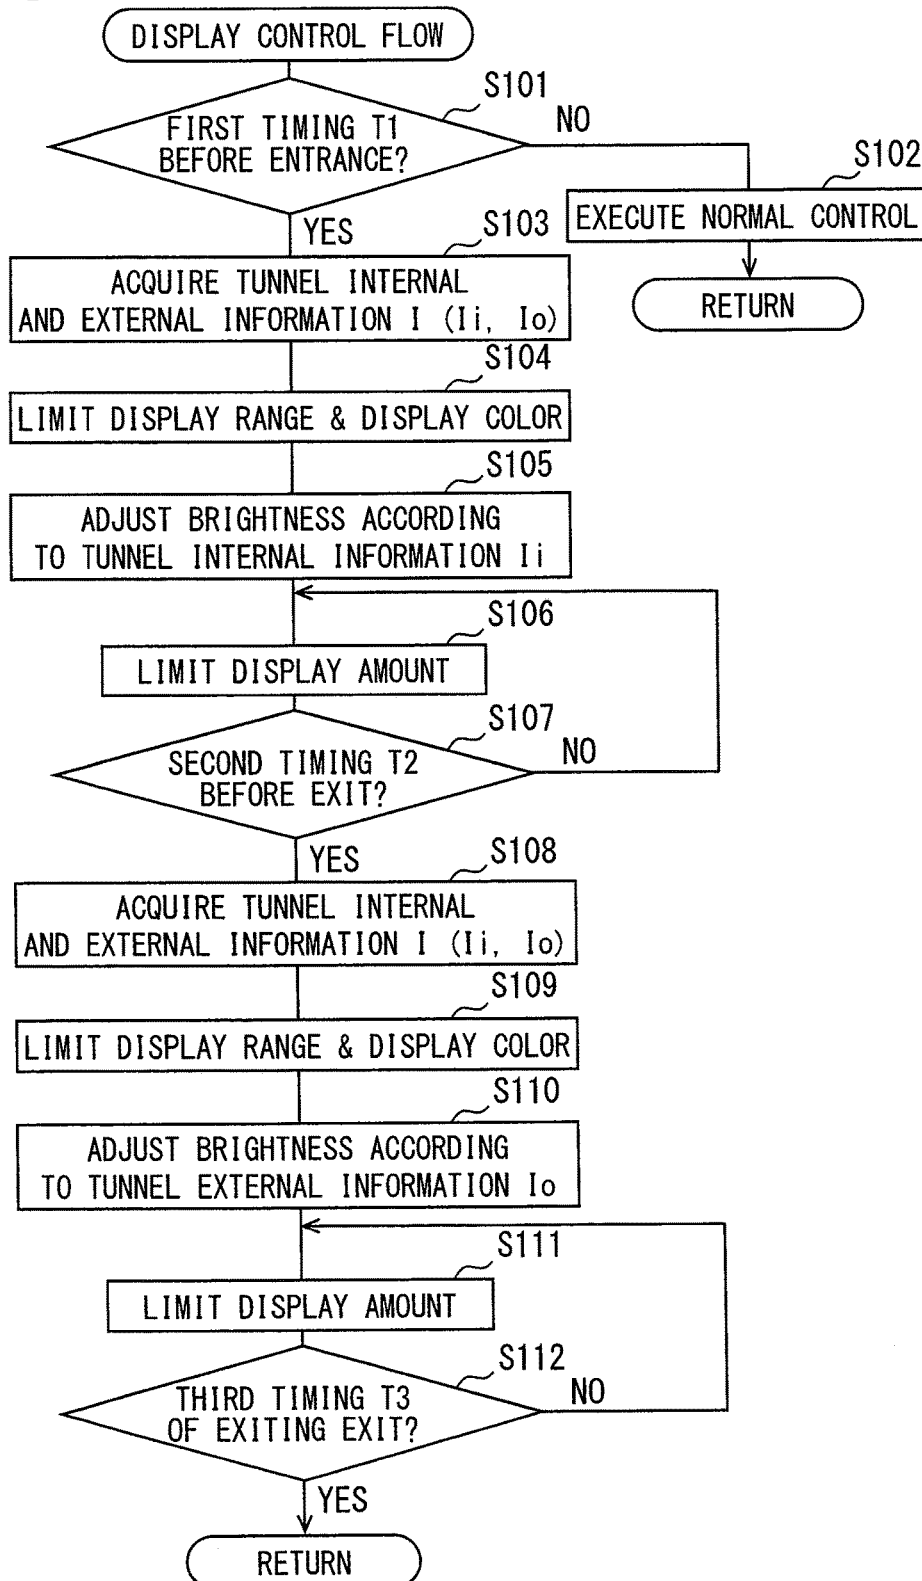 DISPLAY CONTROL FLOW
S101
FIRST TIMING T1
BEFORE ENTRANCE?
NO
S102
EXECUTE NORMAL CONTROL
RETURN
YES
S103
ACQUIRE TUNNEL INTERNAL
AND EXTERNAL INFORMATION I (Ii, Io)
S104
LIMIT DISPLAY RANGE & DISPLAY COLOR
S105
ADJUST BRIGHTNESS ACCORDING
TO TUNNEL INTERNAL INFORMATION Ii
S106
LIMIT DISPLAY AMOUNT
S107
SECOND TIMING T2
BEFORE EXIT?
NO
YES
S108
ACQUIRE TUNNEL INTERNAL
AND EXTERNAL INFORMATION I (Ii, Io)
S109
LIMIT DISPLAY RANGE & DISPLAY COLOR
S110
ADJUST BRIGHTNESS ACCORDING
TO TUNNEL EXTERNAL INFORMATION Io
S111
LIMIT DISPLAY AMOUNT
S112
THIRD TIMING T3
OF EXITING EXIT?
NO
YES
RETURN